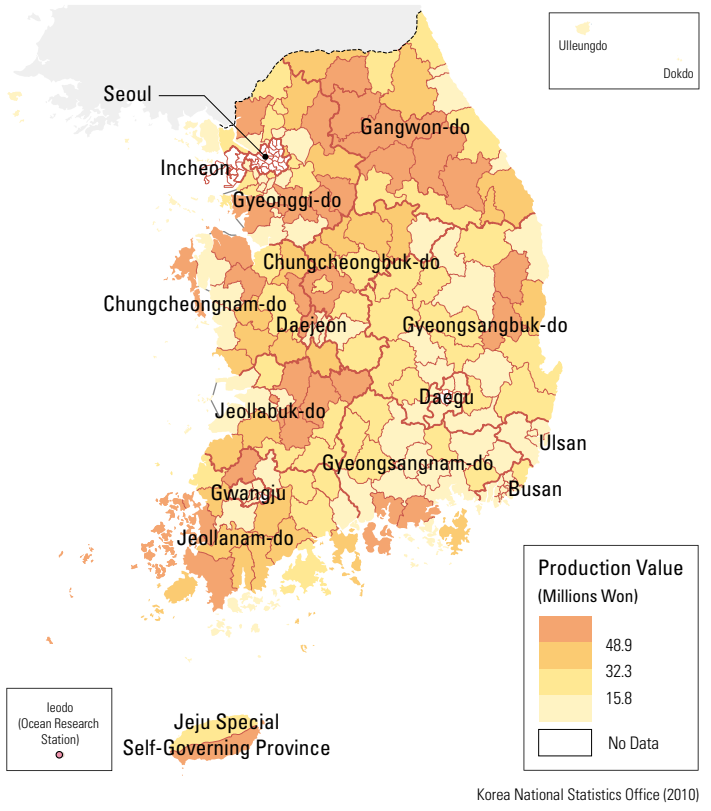 Ulleungdo
Dokdo
Seoul
Gangwon-do
Incheon
Gyeonggi-do
Chungcheongbuk-do
Chungcheongnam-do
Daejeon
Gyeongsangbuk-do
Daegu
Jeollabuk-do
Ulsan
Gyeongsangnam-do
Busan
Gwangju
Jeollanam-do
Production Value
(Millions Won)
48.9
32.3
15.8
No Data
Ieodo
(Ocean Research
Station)
Jeju Special
Self-Governing Province
Korea National Statistics Office (2010)